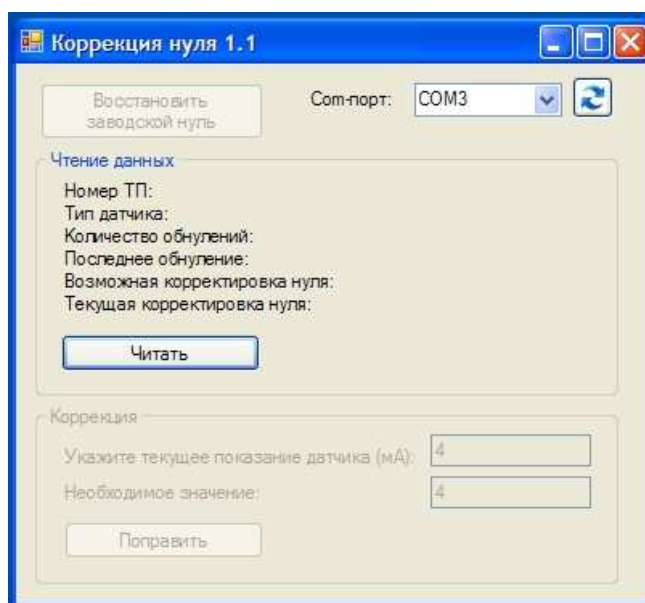 Коррекция нуля 1.1
Восстановить
заводской нуль
Com-порт:
COM3
Чтение данных
Номер ТП:
Тип датчика:
Количество обнулений:
Последнее обнуление:
Возможная корректировка нуля:
Текущая корректировка нуля:
Читать
Коррекция
Укажите текущее показание датчика (мА):
4
Необходимое значение:
4
Поправить